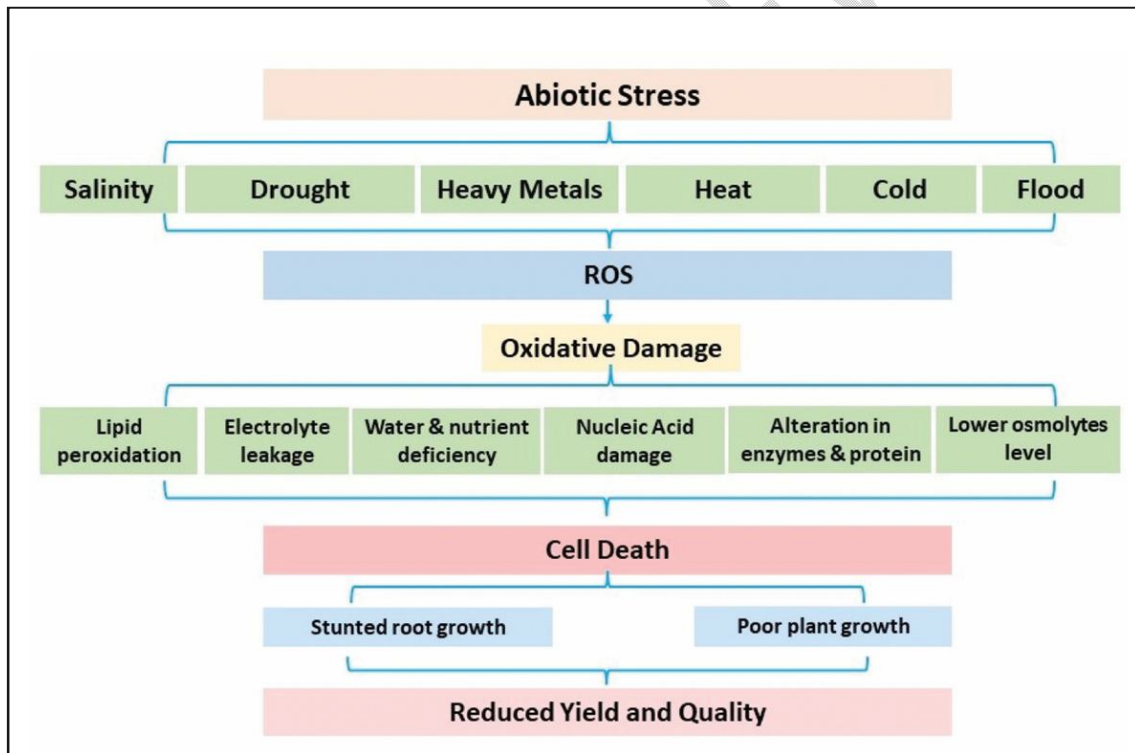 Abiotic Stress
Salinity
Drought
Heavy Metals
Heat
Cold
Flood
ROS
Oxidative Damage
Lipid
peroxidation
Electrolyte
leakage
Water & nutrient
deficiency
Nucleic Acid
damage
Alteration in
enzymes & protein
Lower osmolytes
level
Cell Death
Stunted root growth
Poor plant growth
Reduced Yield and Quality